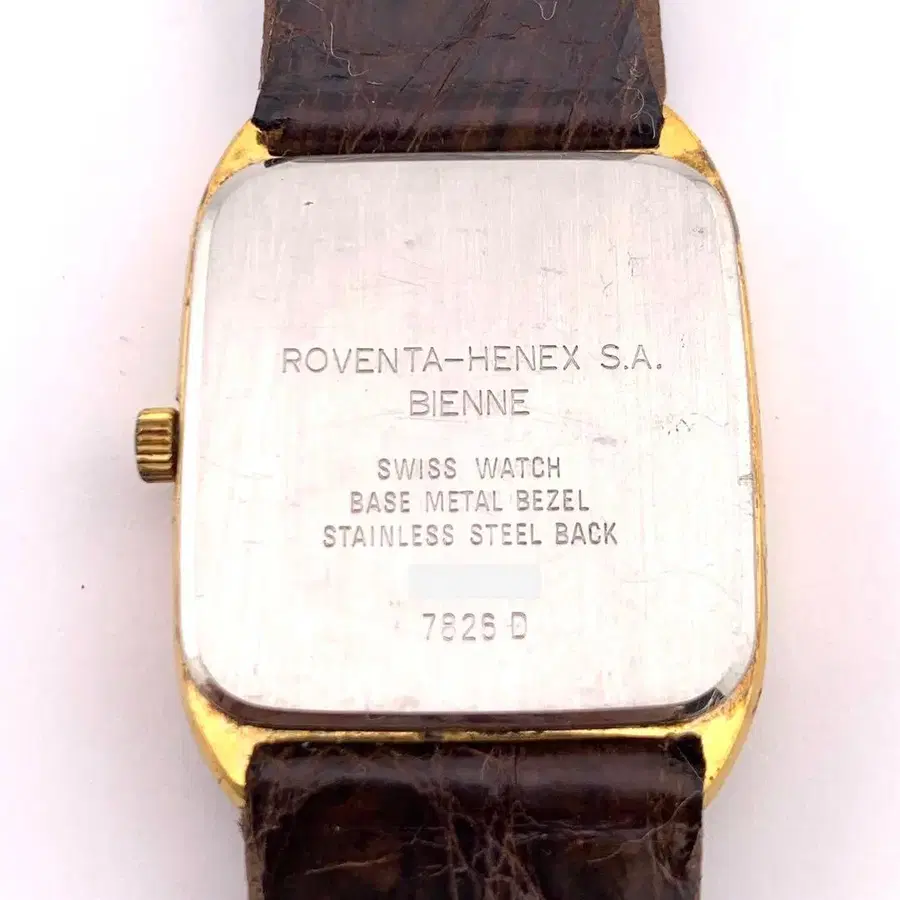 ROVENTA-HENEX S.A.
BIENNE
SWISS WATCH
BASE METAL BEZEL
STAINLESS STEEL BACK
7826 D